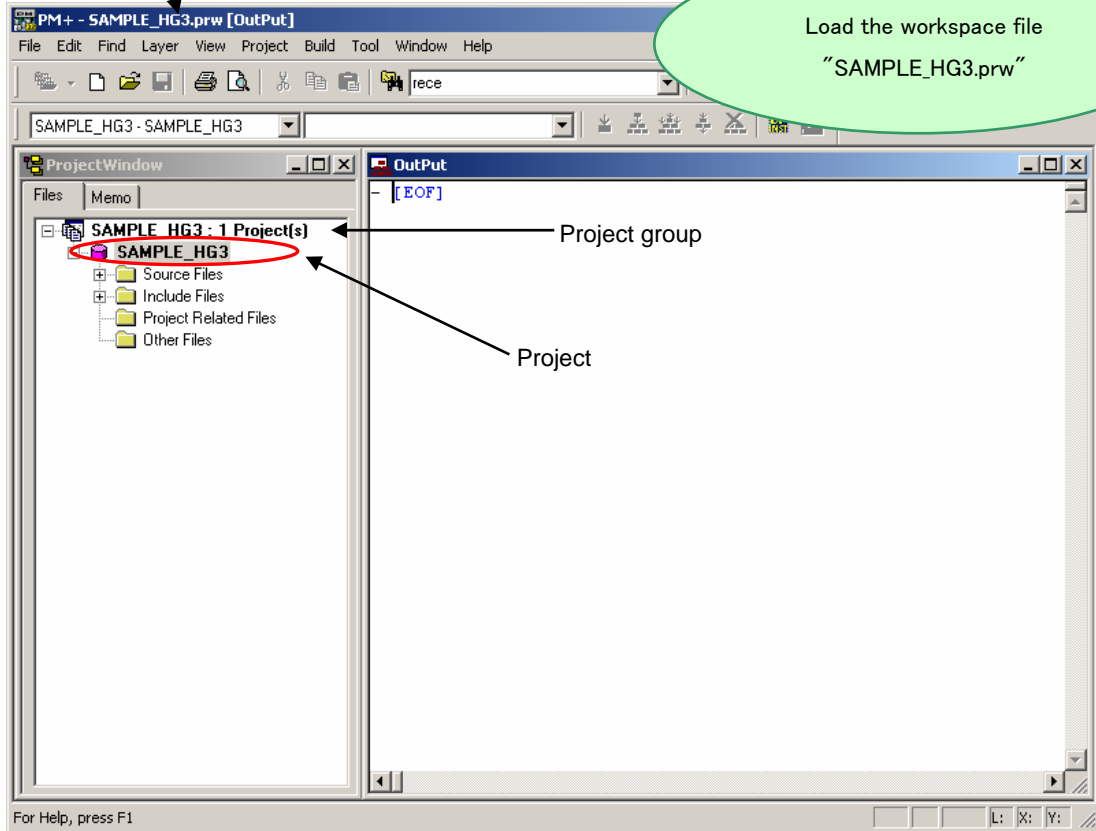 PM+ - SAMPLE_HG3.prw [OutPut]
Load the workspace file
"SAMPLE_HG3.prw"
File Edit Find Layer View Project Build Tool Window Help
rece
SAMPLE_HG3 - SAMPLE_HG3
ProjectWindow
OutPut
Files Memo
[EOF]
SAMPLE_HG3 : 1 Project(s)
Project group
SAMPLE_HG3
Source Files
Include Files
Project Related Files
Other Files
Project
For Help, press F1
L: X: Y: